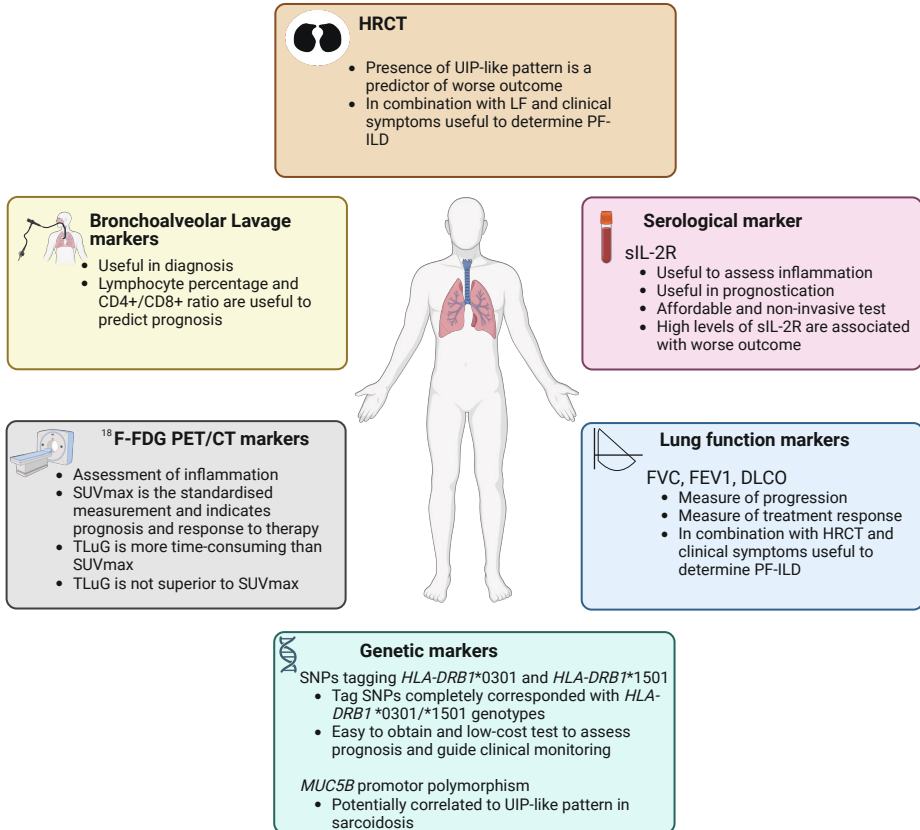 HRCT
• Presence of UIP-like pattern is a
predictor of worse outcome
• In combination with LF and clinical
symptoms useful to determine PF-
ILD
Bronchoalveolar Lavage
markers
• Useful in diagnosis
• Lymphocyte percentage and
CD4+/CD8+ ratio are useful to
predict prognosis
Serological marker
sIL-2R
• Useful to assess inflammation
• Useful in prognostication
• Affordable and non-invasive test
• High levels of sIL-2R are associated
with worse outcome
18F-FDG PET/CT markers
• Assessment of inflammation
• SUVmax is the standardised
measurement and indicates
prognosis and response to therapy
• TLuG is more time-consuming than
SUVmax
• TLuG is not superior to SUVmax
Lung function markers
FVC, FEV1, DLCO
• Measure of progression
• Measure of treatment response
• In combination with HRCT and
clinical symptoms useful to
determine PF-ILD
Genetic markers
SNPs tagging HLA-DRB1*0301 and HLA-DRB1*1501
• Tag SNPs completely corresponded with HLA-
DRB1 *0301/*1501 genotypes
• Easy to obtain and low-cost test to assess
prognosis and guide clinical monitoring
MUC5B promotor polymorphism
• Potentially correlated to UIP-like pattern in
sarcoidosis